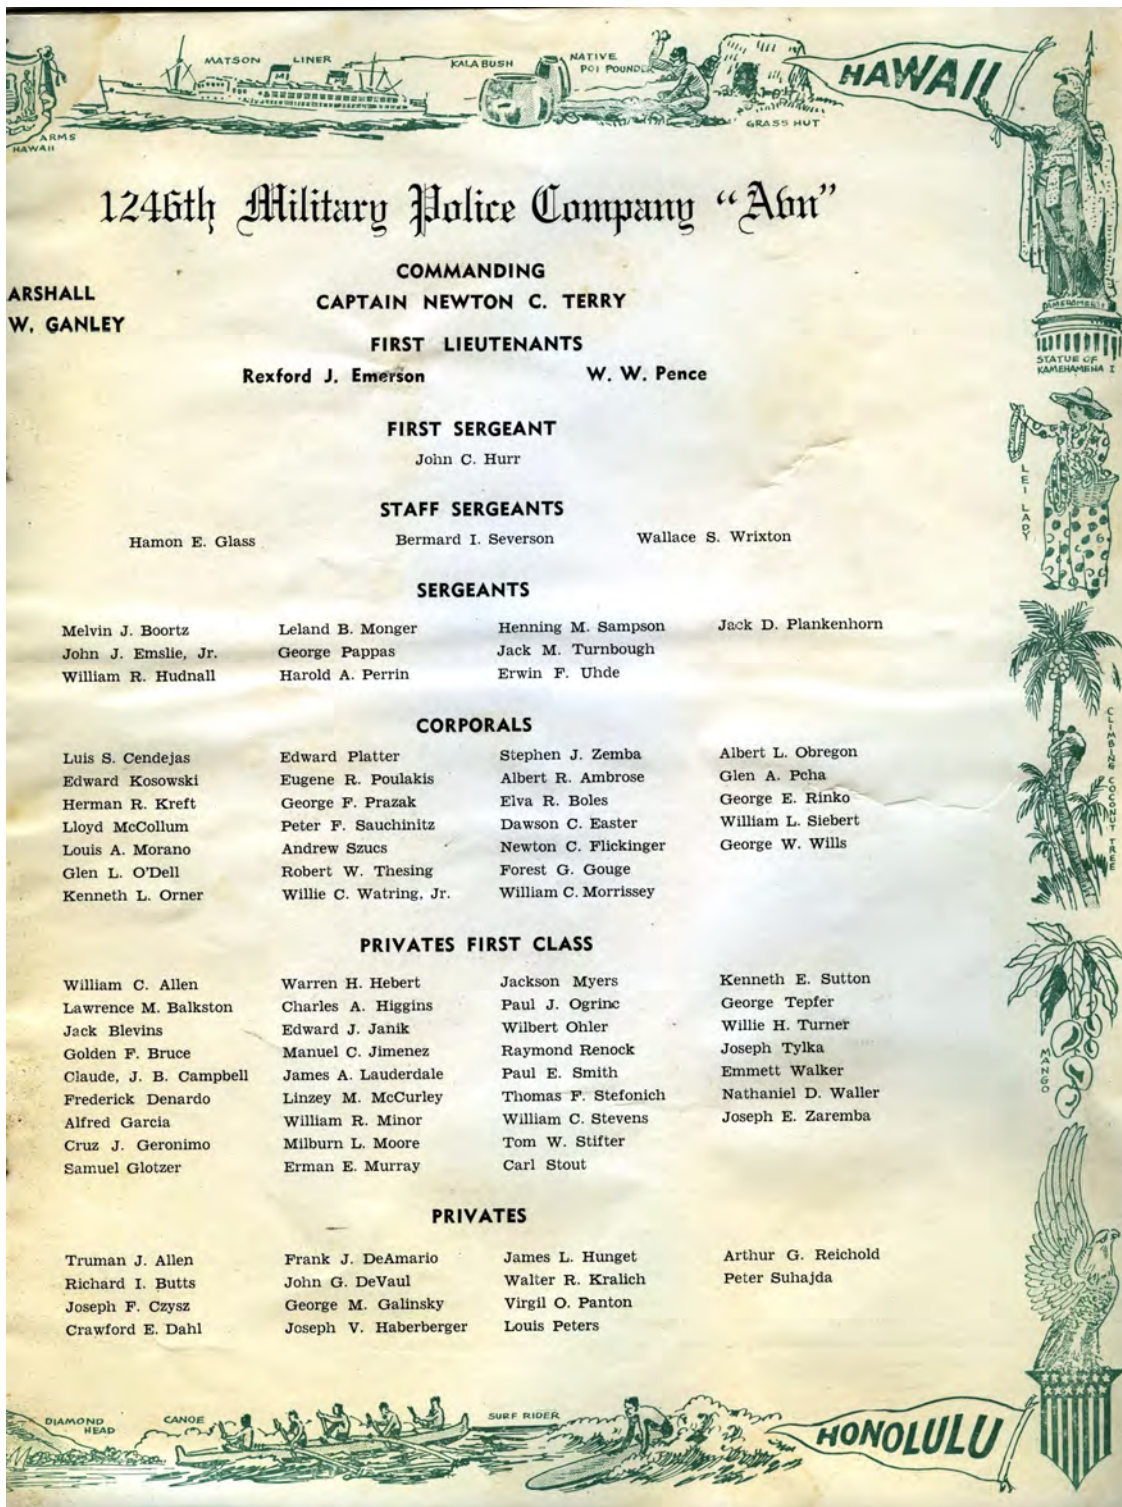 MATSON LINER
KALABUSH
NATIVE
POI POUNDER
GRASS HUT
HAWAII
ARMS
HAWAII
1246th Military Police Company “Avn”
COMMANDING
ARSHALL
CAPTAIN NEWTON C. TERRY
W. GANLEY
FIRST LIEUTENANTS
Rexford J. Emerson W. W. Pence
STATUE OF
KAMEHAMEHA I
FIRST SERGEANT
John C. Hurr
LEI LADY
STAFF SERGEANTS
Hamon E. Glass Bermard I. Severson Wallace S. Wrixton
SERGEANTS
Melvin J. Boortz Leland B. Monger Henning M. Sampson Jack D. Plankenhorn
John J. Emslie, Jr. George Pappas Jack M. Turnbough
William R. Hudnall Harold A. Perrin Erwin F. Uhde
CORPORALS
Luis S. Cendejas Edward Platter Stephen J. Zemba Albert L. Obregon
Edward Kosowski Eugene R. Poulakis Albert R. Ambrose Glen A. Pcha
Herman R. Kreft George F. Prazak Elva R. Boles George E. Rinko
Lloyd McCollum Peter F. Sauchinitz Dawson C. Easter William L. Siebert
Louis A. Morano Andrew Szucs Newton C. Flickinger George W. Wills
Glen L. O'Dell Robert W. Thesing Forest G. Gouge
Kenneth L. Orner Willie C. Watring, Jr. William C. Morrissey
CLIMBING COCONUT TREE
PRIVATES FIRST CLASS
William C. Allen Warren H. Hebert Jackson Myers Kenneth E. Sutton
Lawrence M. Balkston Charles A. Higgins Paul J. Ogrinc George Tepfer
Jack Blevins Edward J. Janik Wilbert Ohler Willie H. Turner
Golden F. Bruce Manuel C. Jimenez Raymond Renock Joseph Tylka
Claude, J. B. Campbell James A. Lauderdale Paul E. Smith Emmett Walker
Frederick Denardo Linzey M. McCurley Thomas F. Stefonich Nathaniel D. Waller
Alfred Garcia William R. Minor William C. Stevens Joseph E. Zaremba
Cruz J. Geronimo Milburn L. Moore Tom W. Stifter
Samuel Glotzer Erman E. Murray Carl Stout
MANGO
PRIVATES
Truman J. Allen Frank J. DeAmario James L. Hunget Arthur G. Reichold
Richard I. Butts John G. DeVaul Walter R. Kralich Peter Suhajda
Joseph F. Czysz George M. Galinsky Virgil O. Panton
Crawford E. Dahl Joseph V. Haberberger Louis Peters
DIAMOND
HEAD
CANOE
SURF RIDER
HONOLULU